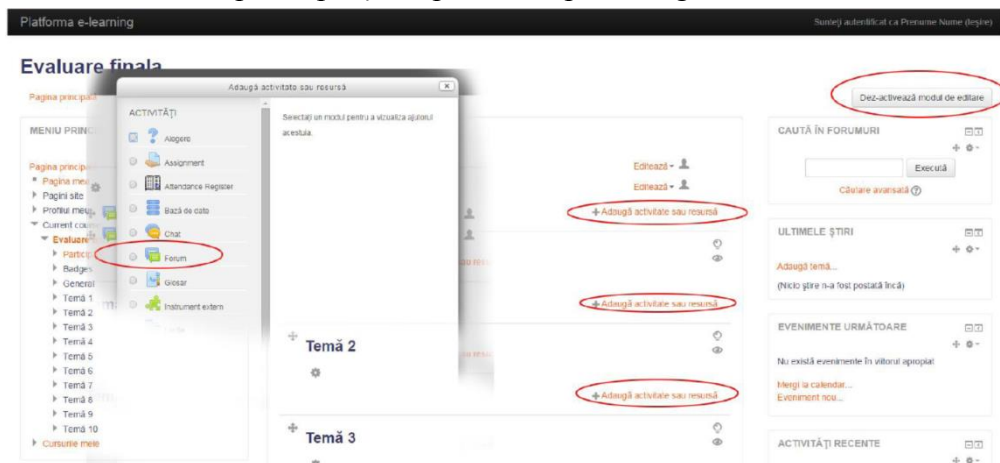 Platforma e-learning
Sunteți autentificat ca Prenume Nume (Ieșire)
Evaluare finala
Pagina principală
Dez-activează modul de editare
MENIU PRINC
Pagina principa
Pagina mea
Pagini site
Profilul meu
Current cour
Evaluare
Particip
Badges
General
Temă 1
Temă 2
Temă 3
Temă 4
Temă 5
Temă 6
Temă 7
Temă 8
Temă 9
Temă 10
Cursurile mele
Adaugă activitate sau resursă
ACTIVITĂȚI
Alegere
Assignment
Attendance Register
Bază de date
Chat
Forum
Glosar
Instrument extern
Selectați un modul pentru a vizualiza ajutorul
acestuia.
Editează
Editează
Adaugă activitate sau resursă
Adaugă activitate sau resursă
Temă 2
Adaugă activitate sau resursă
Temă 3
CAUTĂ ÎN FORUMURI
Execută
Căutare avansată
ULTIMELE ȘTIRI
Adaugă temă...
(Nicio știre n-a fost postată încă)
EVENIMENTE URMĂTOARE
Nu există evenimente în viitorul apropiat
Mergi la calendar...
Eveniment nou...
ACTIVITĂȚI RECENTE